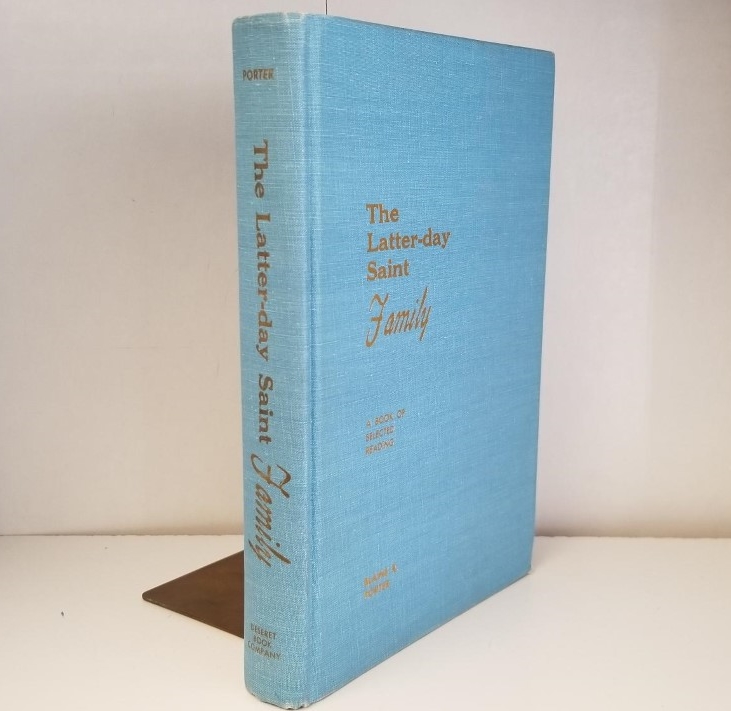 PORTER
The Latter-day Saint Family
DESERET
BOOK
COMPANY
The
Latter-day
Saint
Family
A BOOK OF
SELECTED
READING
BLAINE R.
PORTER